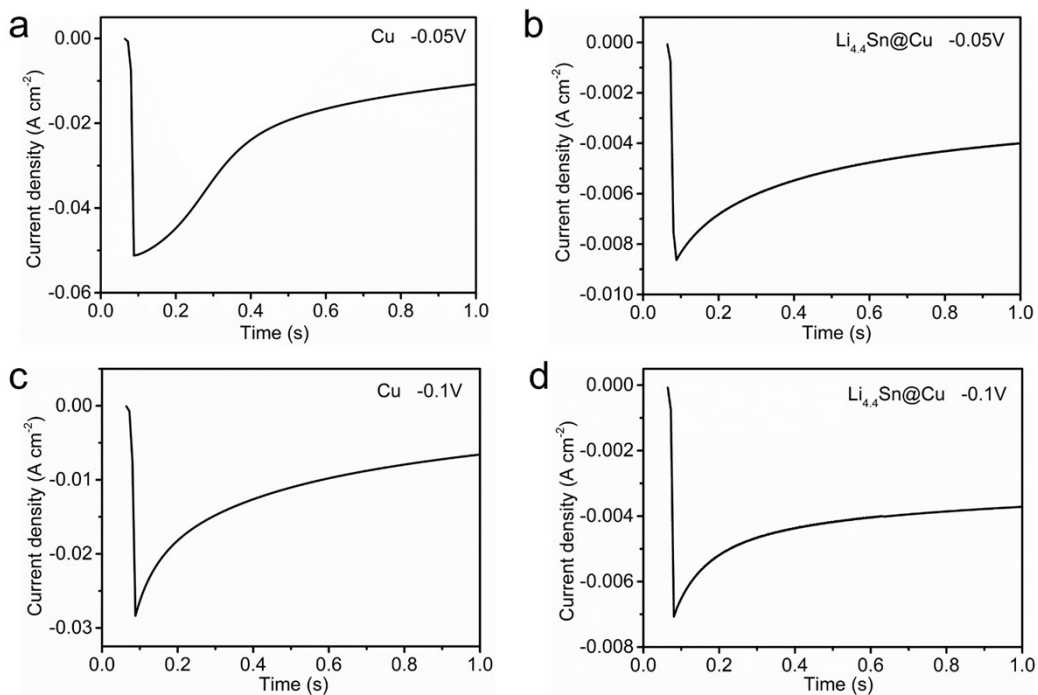 a
Cu -0.05V
0.00
-0.02
-0.04
-0.06
0.0 0.2 0.4 0.6 0.8 1.0
Time (s)
Current density (A cm⁻²)
b
Li₄.₄Sn@Cu -0.05V
0.000
-0.002
-0.004
-0.006
-0.008
-0.010
0.0 0.2 0.4 0.6 0.8 1.0
Time (s)
Current density (A cm⁻²)
c
Cu -0.1V
0.00
-0.01
-0.02
-0.03
0.0 0.2 0.4 0.6 0.8 1.0
Time (s)
Current density (A cm⁻²)
d
Li₄.₄Sn@Cu -0.1V
0.000
-0.002
-0.004
-0.006
-0.008
0.0 0.2 0.4 0.6 0.8 1.0
Time (s)
Current density (A cm⁻²)